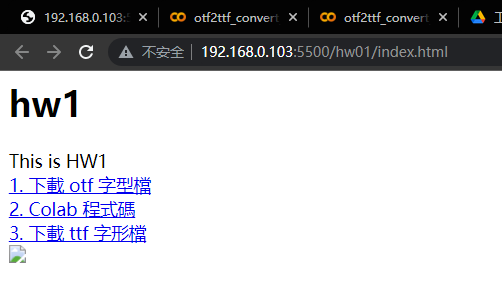 192.168.0.103:5
otf2ttf_convert
otf2ttf_convert
不安全 192.168.0.103:5500/hw01/index.html
hw1
This is HW1
1. 下載 otf 字型檔
2. Colab 程式碼
3. 下載 ttf 字形檔